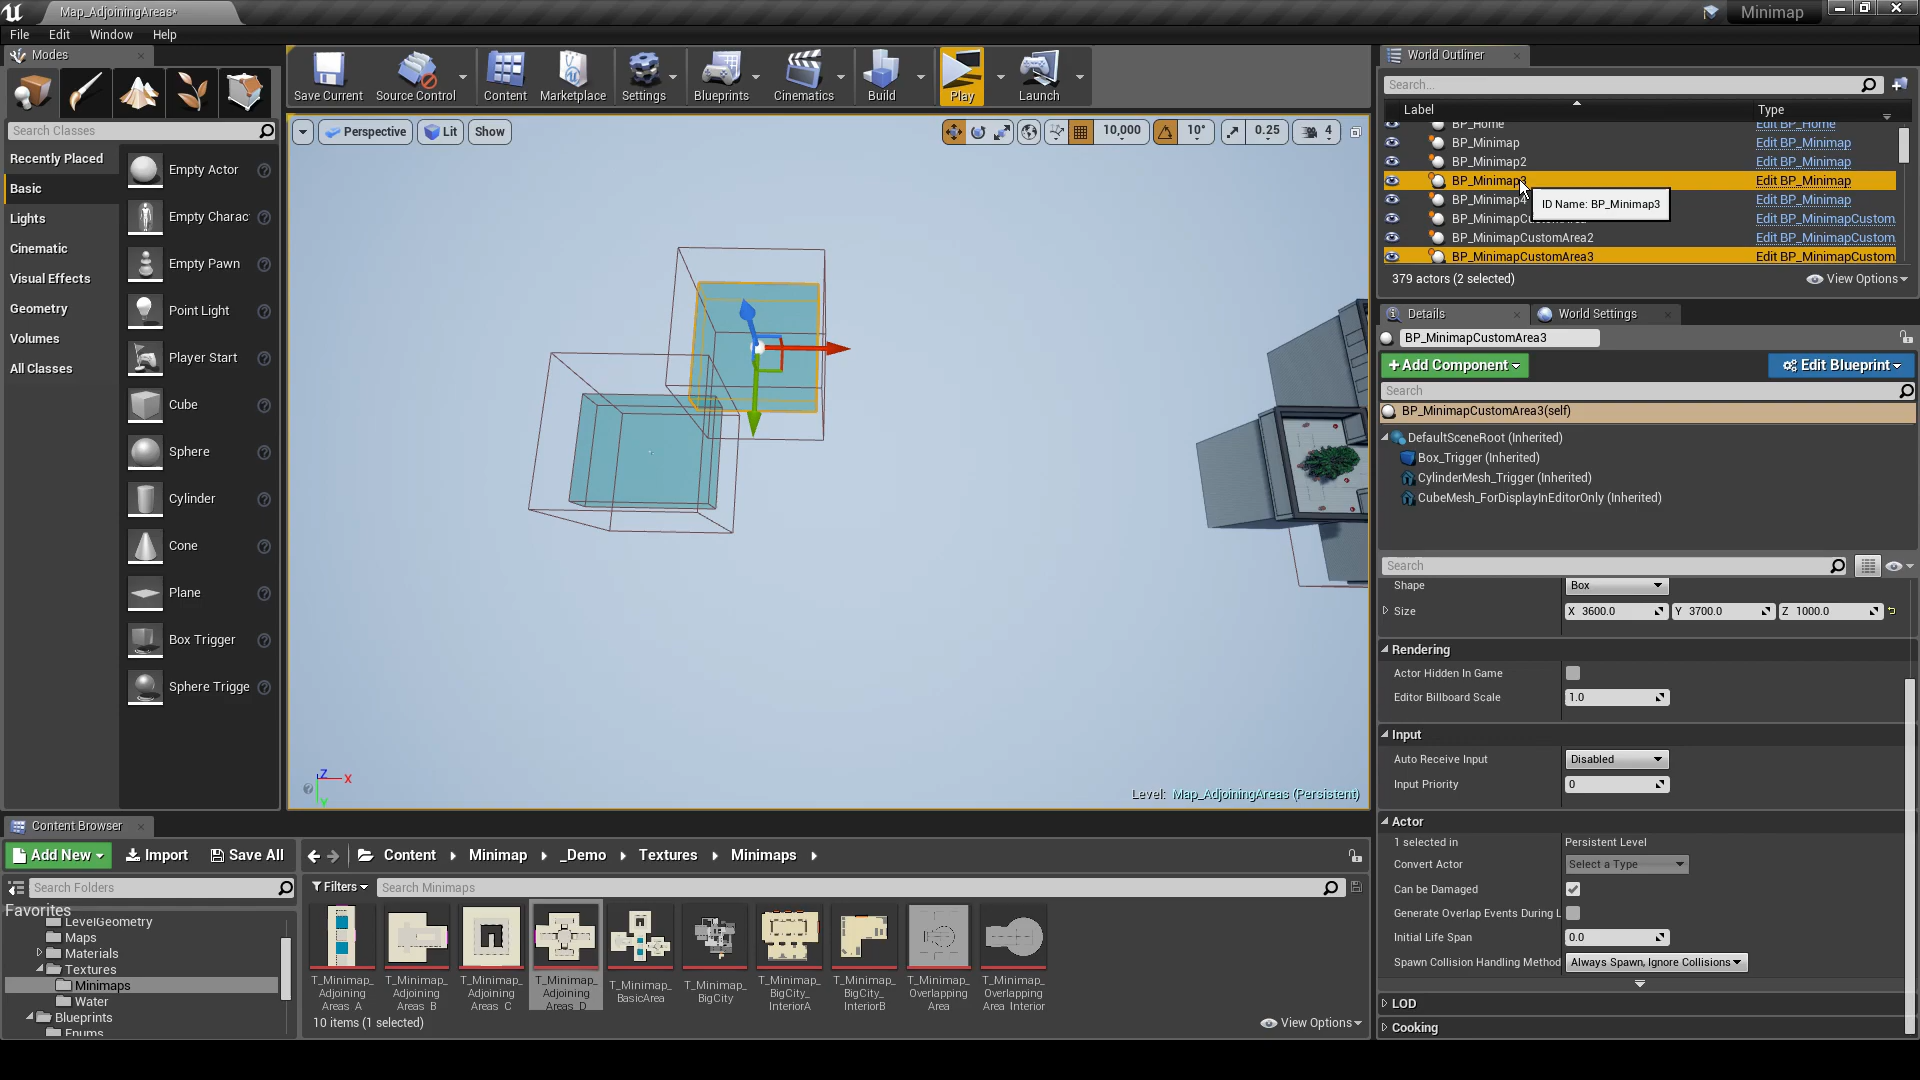 Map_AdjoiningAreas*
Minimap
File Edit Window Help
Modes
Search Classes
Recently Placed
Basic
Lights
Cinematic
Visual Effects
Geometry
Volumes
All Classes
Empty Actor
Empty Charac
Empty Pawn
Point Light
Player Start
Cube
Sphere
Cylinder
Cone
Plane
Box Trigger
Sphere Trigge
Save Current
Source Control
Content
Marketplace
Settings
Blueprints
Cinematics
Build
Play
Launch
Perspective
Lit
Show
10,000
10°
0.25
4
Z
X
Y
Level: Map_AdjoiningAreas (Persistent)
World Outliner
Search...
Label Type
BP_Home Edit BP_Home
BP_Minimap Edit BP_Minimap
BP_Minimap2 Edit BP_Minimap
BP_Minimap3 Edit BP_Minimap
BP_Minimap4 Edit BP_Minimap
ID Name: BP_Minimap3
BP_MinimapCustomArea Edit BP_MinimapCustom
BP_MinimapCustomArea2 Edit BP_MinimapCustom
BP_MinimapCustomArea3 Edit BP_MinimapCustom
379 actors (2 selected)
View Options
Details
World Settings
BP_MinimapCustomArea3
+Add Component
Edit Blueprint
Search
BP_MinimapCustomArea3(self)
DefaultSceneRoot (Inherited)
Box_Trigger (Inherited)
CylinderMesh_Trigger (Inherited)
CubeMesh_ForDisplayInEditorOnly (Inherited)
Search
Shape Box
Size X 3600.0 Y 3700.0 Z 1000.0
Rendering
Actor Hidden In Game
Editor Billboard Scale 1.0
Input
Auto Receive Input Disabled
Input Priority 0
Actor
1 selected in Persistent Level
Convert Actor Select a Type
Can be Damaged
Generate Overlap Events During L
Initial Life Span 0.0
Spawn Collision Handling Method Always Spawn, Ignore Collisions
LOD
Cooking
Content Browser
Add New
Import
Save All
Content
Minimap
_Demo
Textures
Minimaps
Search Folders
Filters
Search Minimaps
Favorites
LevelGeometry
Maps
Materials
Textures
Minimaps
Water
Blueprints
Enums
T_Minimap_
Adjoining
Areas_A
T_Minimap_
Adjoining
Areas_B
T_Minimap_
Adjoining
Areas_C
T_Minimap_
Adjoining
Areas_D
T_Minimap_
BasicArea
T_Minimap_
BigCity
T_Minimap_
BigCity_
InteriorA
T_Minimap_
BigCity_
InteriorB
T_Minimap_
Overlapping
Area
T_Minimap_
Overlapping
Area_Interior
10 items (1 selected)
View Options